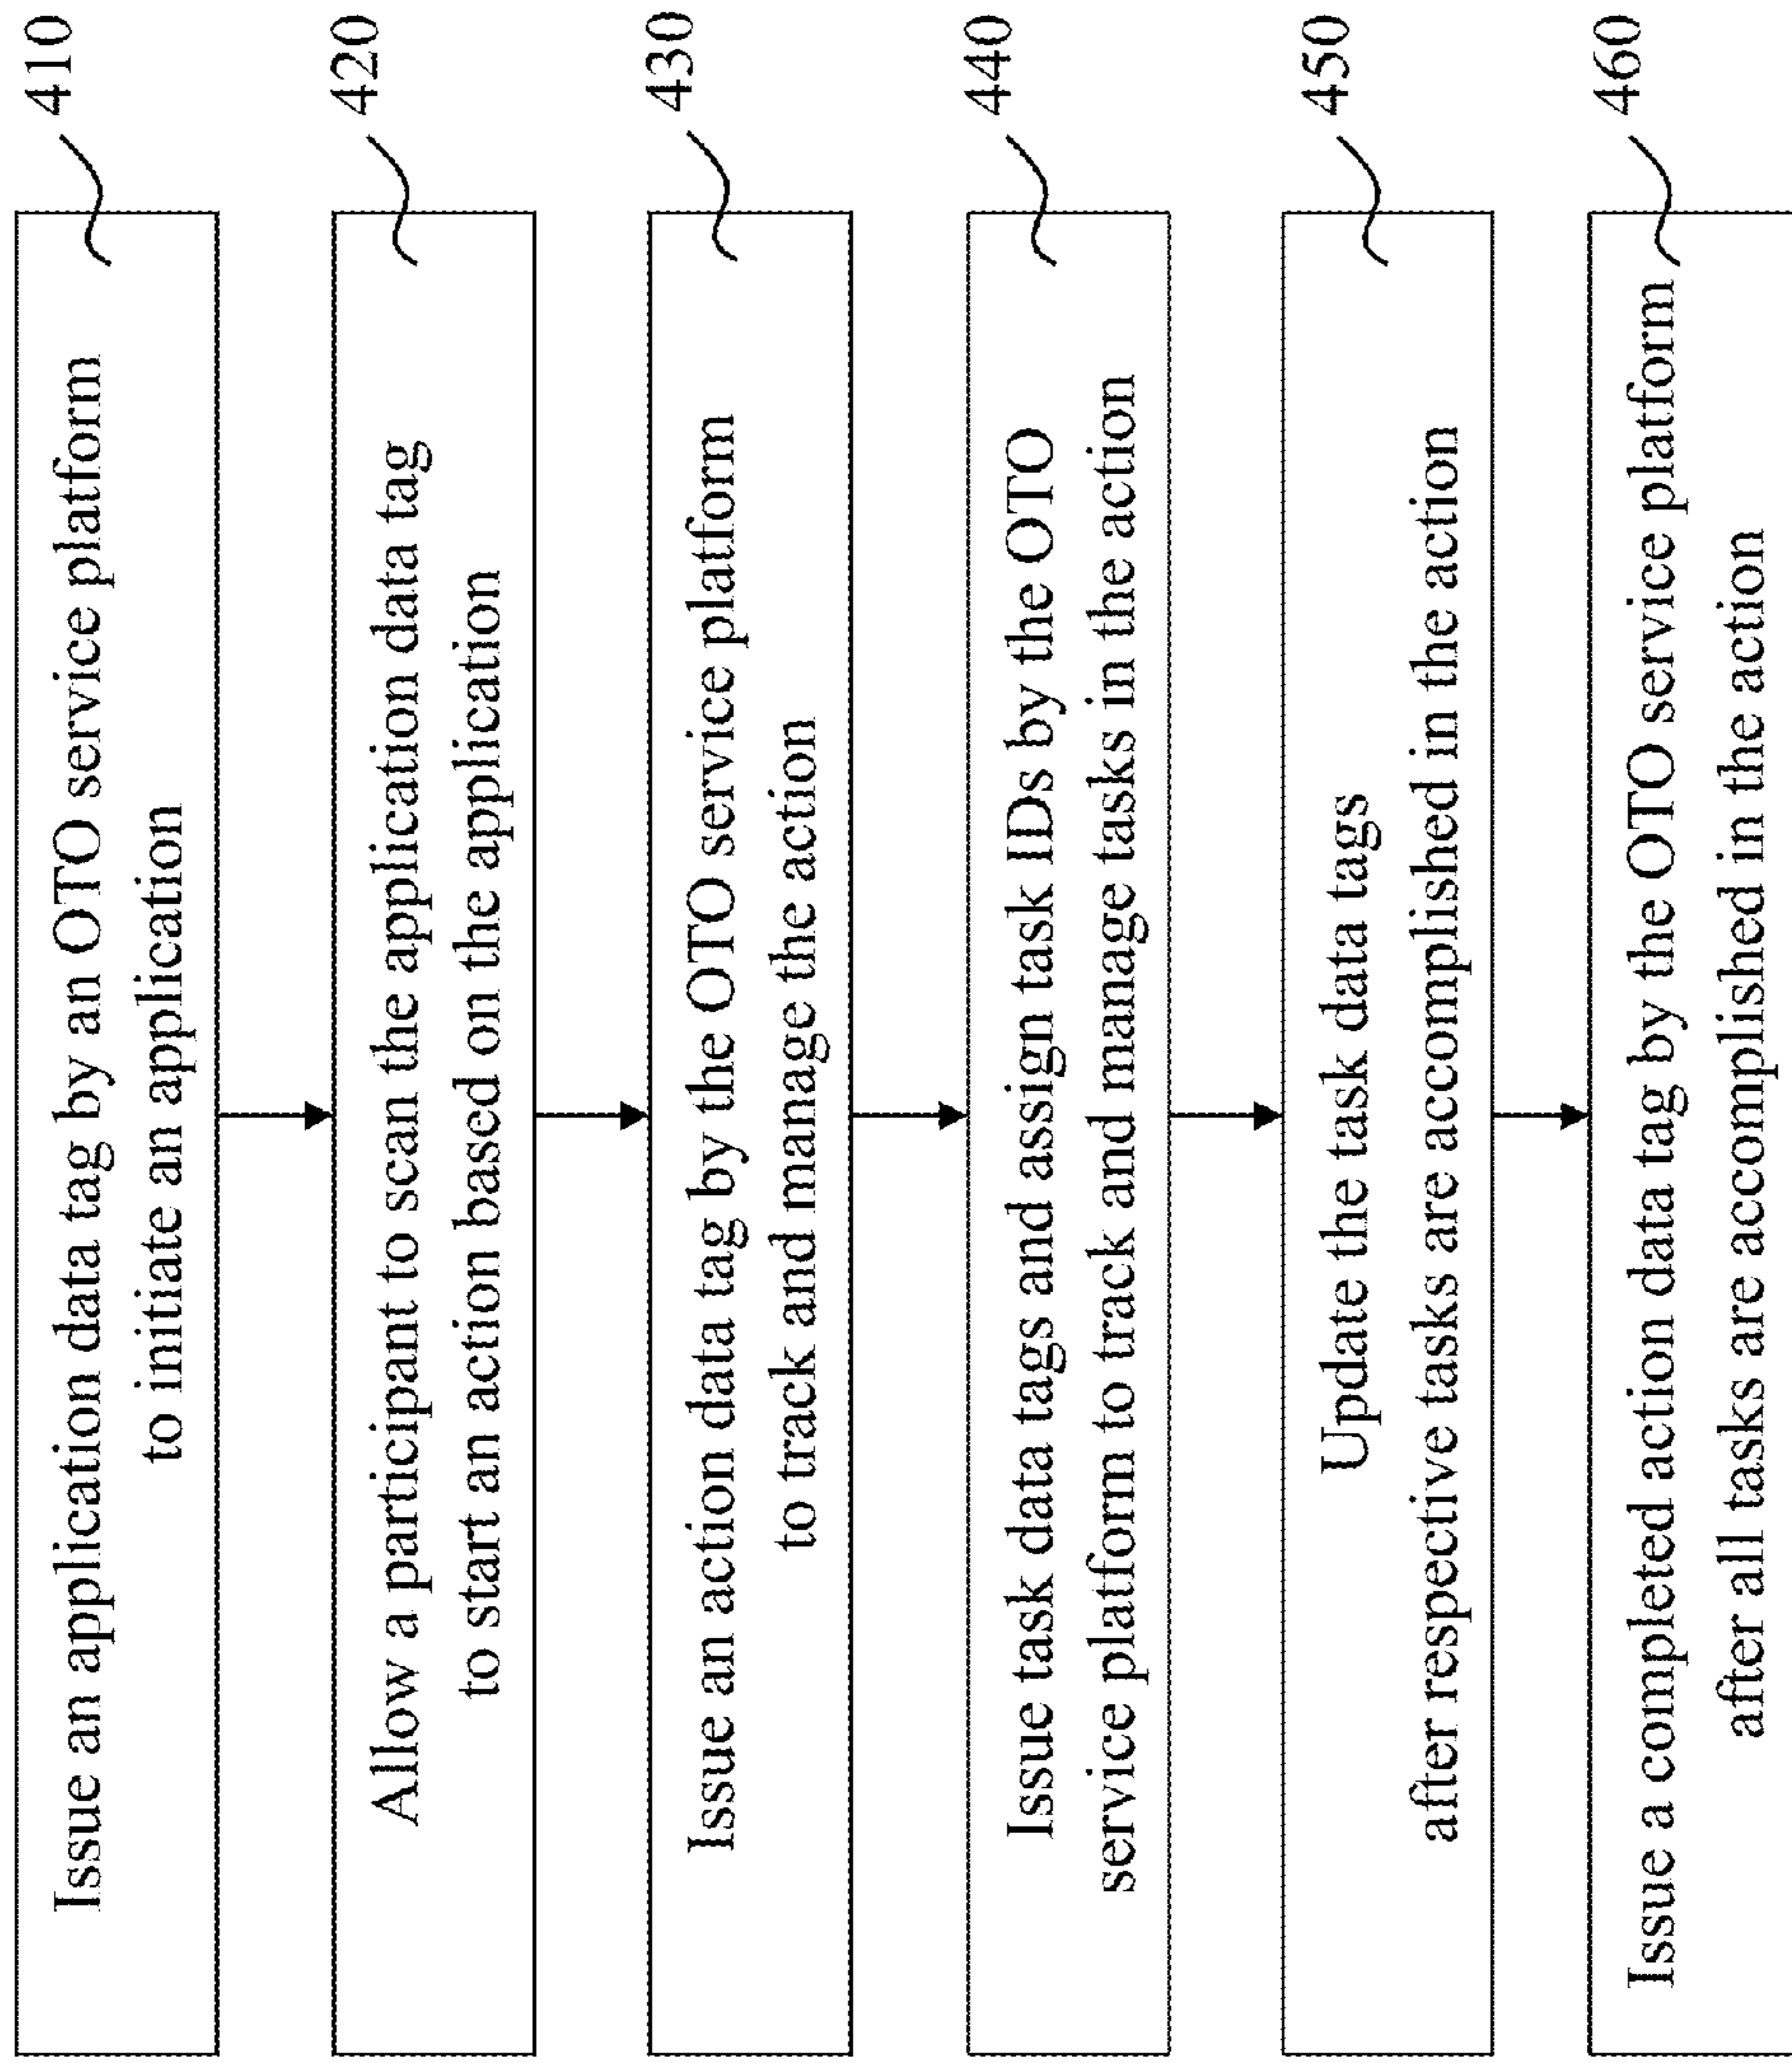 Issue an application data tag by an OTO service platform
to initiate an application
410
Allow a participant to scan the application data tag
to start an action based on the application
420
Issue an action data tag by the OTO service platform
to track and manage the action
430
Issue task data tags and assign task IDs by the OTO
service platform to track and manage tasks in the action
440
Update the task data tags
after respective tasks are accomplished in the action
450
Issue a completed action data tag by the OTO service platform
after all tasks are accomplished in the action
460